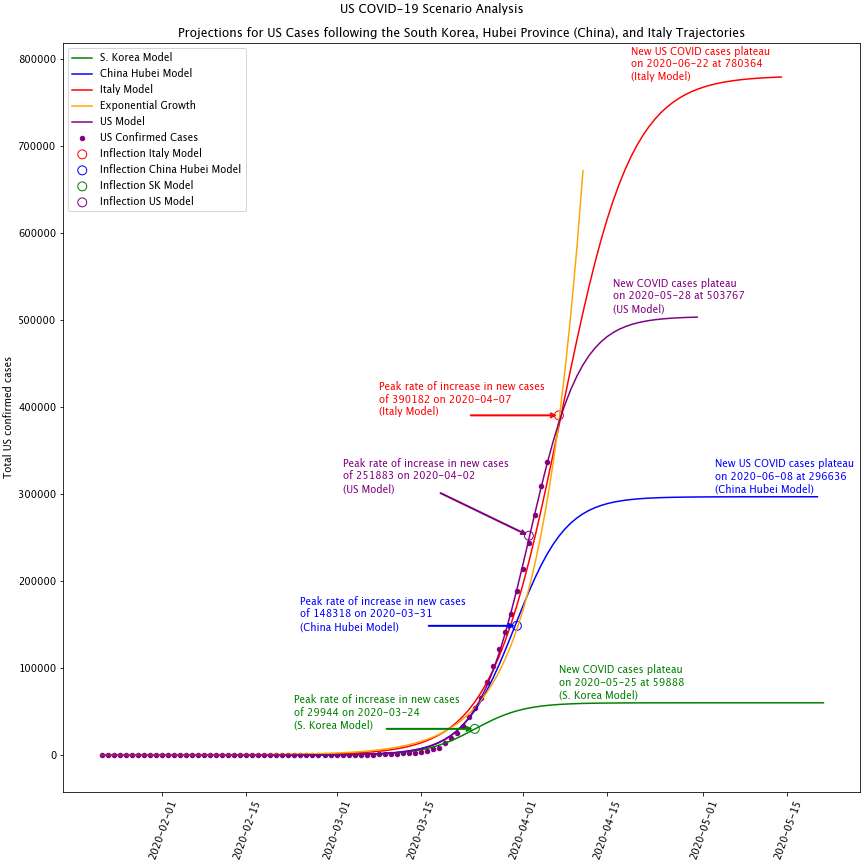 US COVID-19 Scenario Analysis
Projections for US Cases following the South Korea, Hubei Province (China), and Italy Trajectories
S. Korea Model
China Hubei Model
Italy Model
Exponential Growth
US Model
US Confirmed Cases
Inflection Italy Model
Inflection China Hubei Model
Inflection SK Model
Inflection US Model
New US COVID cases plateau
on 2020-06-22 at 780364
(Italy Model)
New COVID cases plateau
on 2020-05-28 at 503767
(US Model)
Peak rate of increase in new cases
of 390182 on 2020-04-07
(Italy Model)
Peak rate of increase in new cases
of 251883 on 2020-04-02
(US Model)
New US COVID cases plateau
on 2020-06-08 at 296636
(China Hubei Model)
Peak rate of increase in new cases
of 148318 on 2020-03-31
(China Hubei Model)
New COVID cases plateau
on 2020-05-25 at 59888
(S. Korea Model)
Peak rate of increase in new cases
of 29944 on 2020-03-24
(S. Korea Model)
Total US confirmed cases
800000
700000
600000
500000
400000
300000
200000
100000
0
2020-02-01
2020-02-15
2020-03-01
2020-03-15
2020-04-01
2020-04-15
2020-05-01
2020-05-15